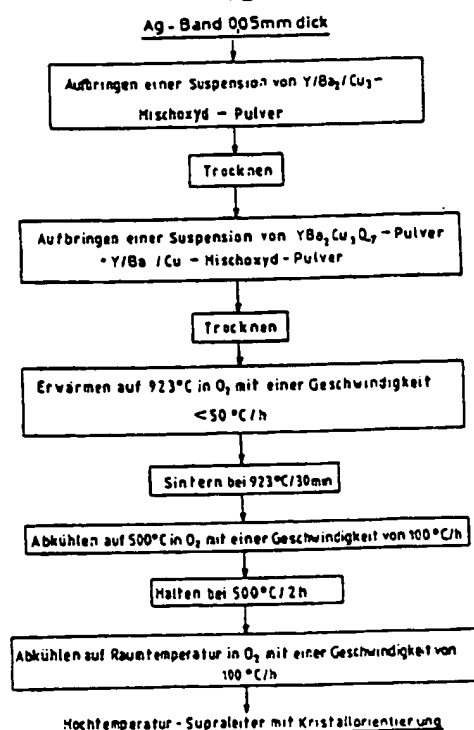 Ag - Band 0,05mm dick
Aufbringen einer Suspension von Y/Ba₂/Cu₃ -
Mischoxyd - Pulver
Trocknen
Aufbringen einer Suspension von YBa₂Cu₃O₇ - Pulver
+ Y/Ba /Cu - Mischoxyd - Pulver
Trocknen
Erwärmen auf 923°C in O₂ mit einer Geschwindigkeit
<50 °C/h
Sintern bei 923°C/30min
Abkühlen auf 500°C in O₂ mit einer Geschwindigkeit von 100°C/h
Halten bei 500°C/2h
Abkühlen auf Raumtemperatur in O₂ mit einer Geschwindigkeit von
100 °C/h
Hochtemperatur - Supraleiter mit Kristallorientierung